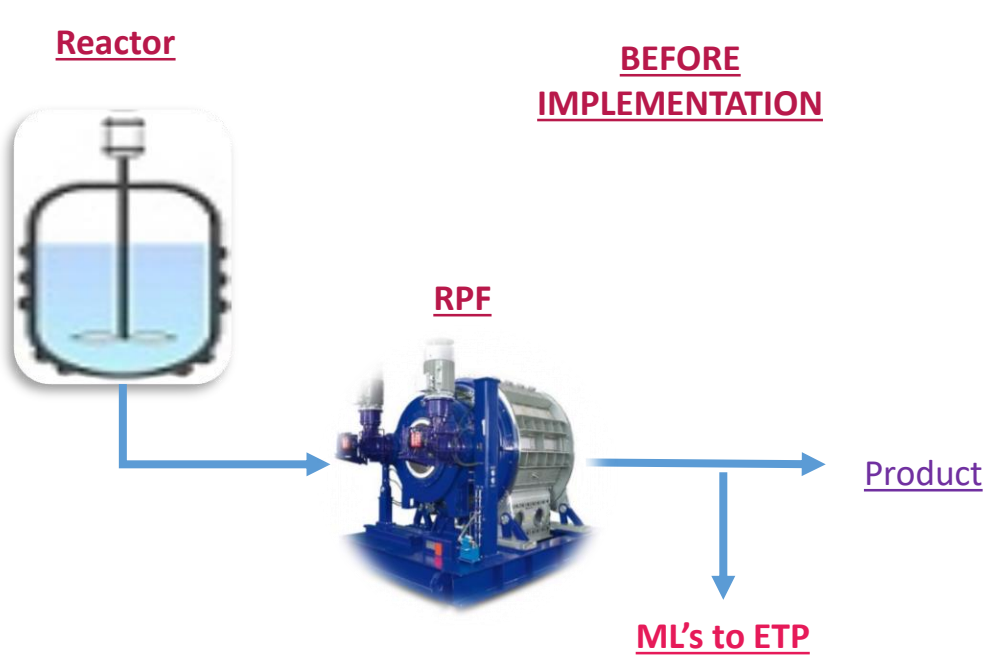 Reactor
BEFORE
IMPLEMENTATION
RPF
Product
ML's to ETP